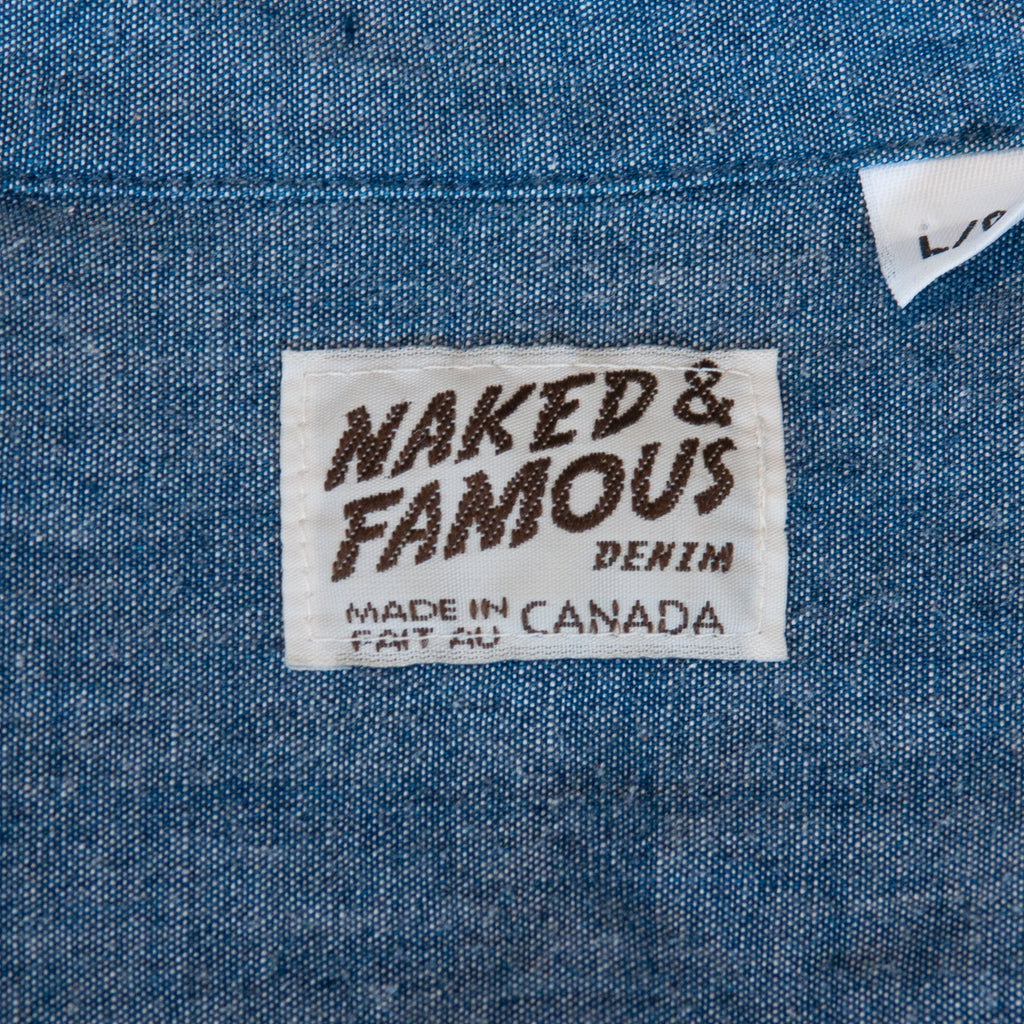 L/
NAKED &
FAMOUS
DENIM
MADE IN CANADA
FAIT AU